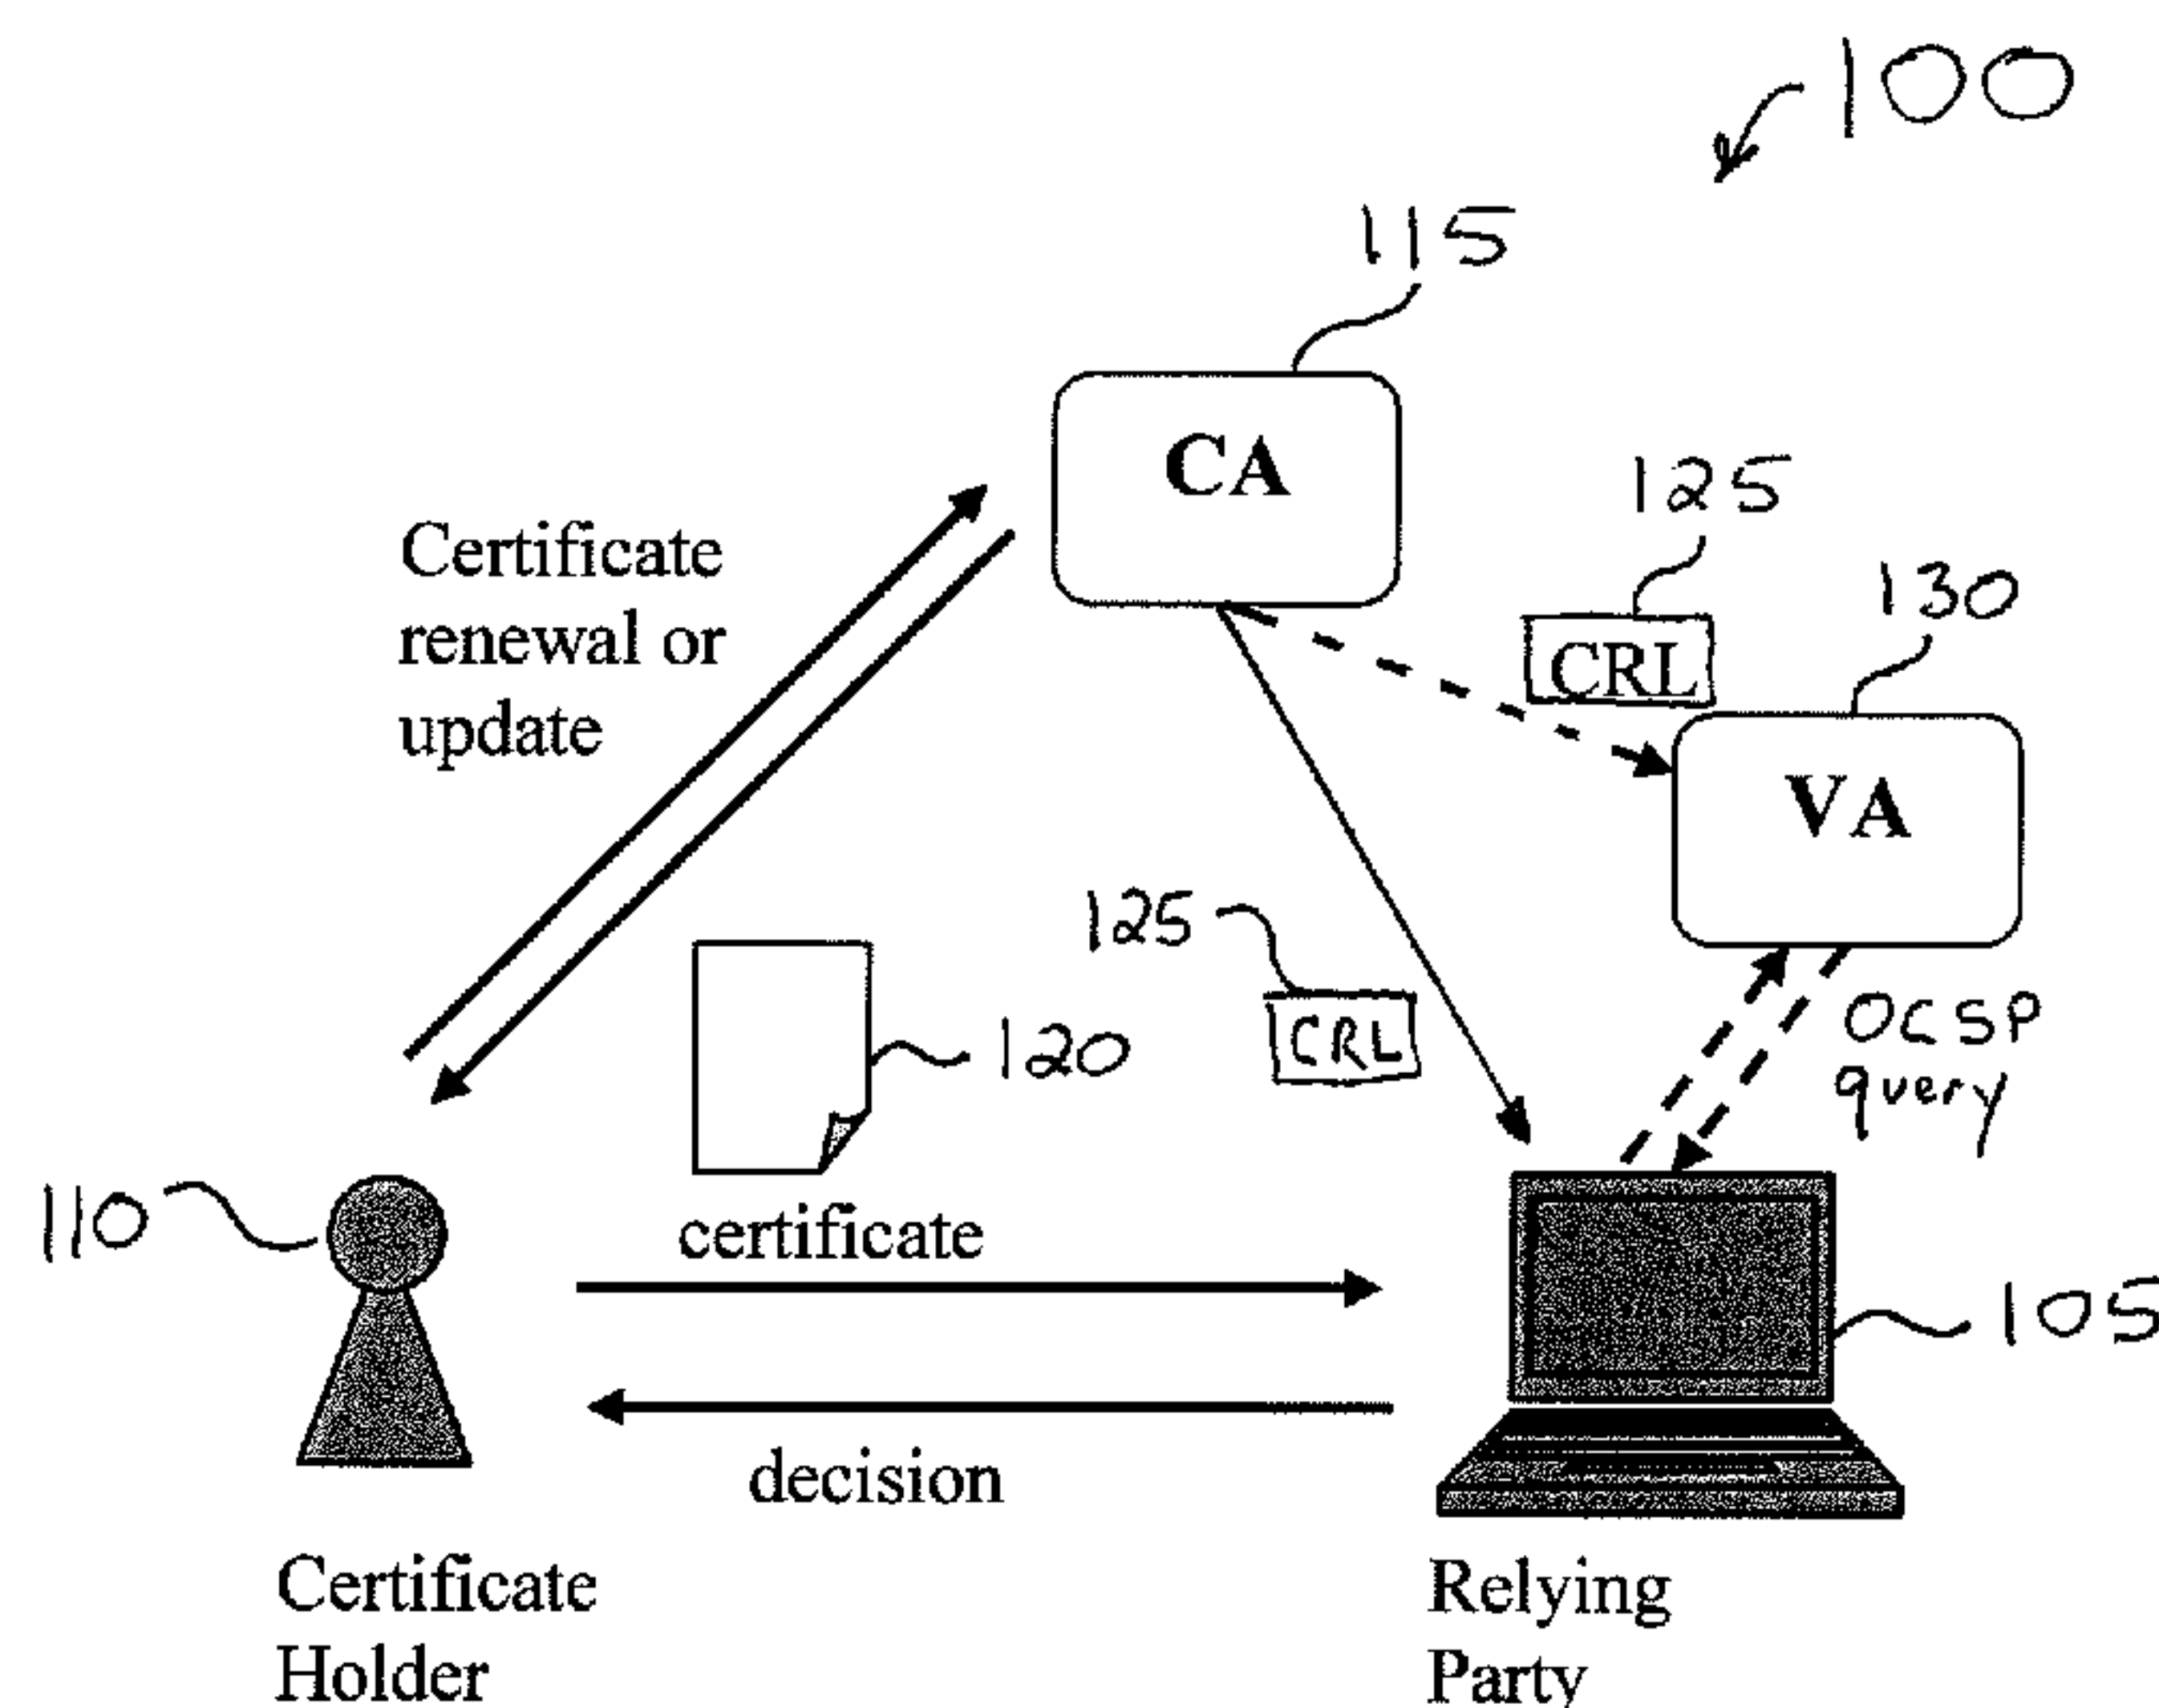 100
115
CA
125
Certificate
renewal or
update
CRL
130
VA
125
CRL
120
OCSP
query
110
certificate
105
decision
Certificate
Holder
Relying
Party